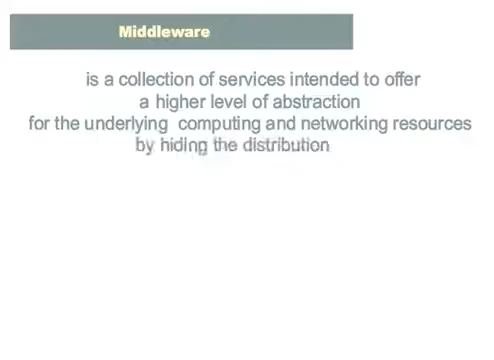 Middleware
is a collection of services intended to offer
a higher level of abstraction
for the underlying computing and networking resources
by hiding the distribution